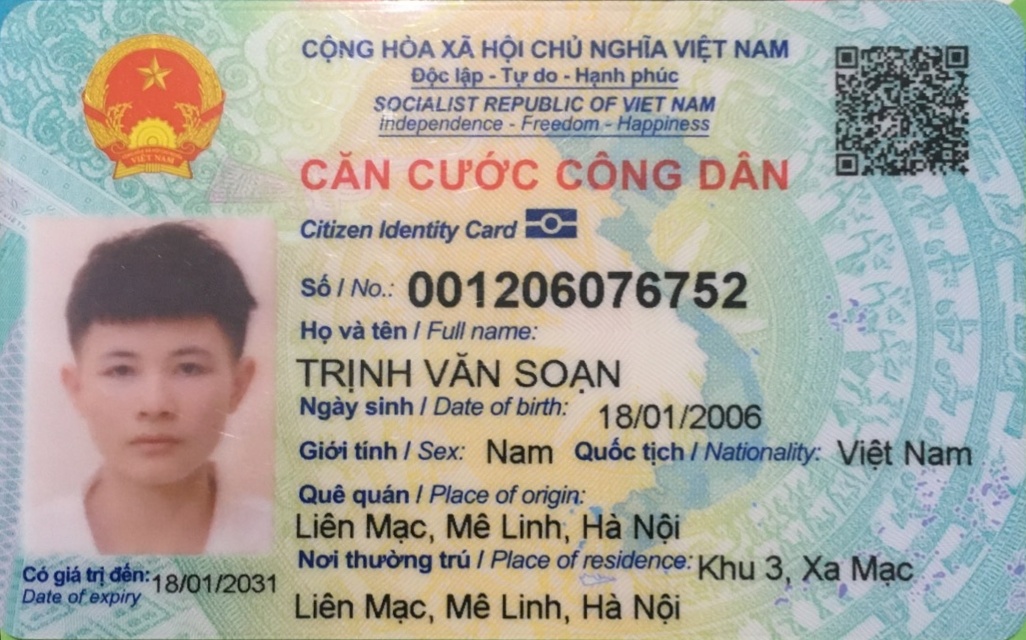 CỘNG HÒA XÃ HỘI CHỦ NGHĨA VIỆT NAM
Độc lập - Tự do - Hạnh phúc
SOCIALIST REPUBLIC OF VIET NAM
Independence - Freedom - Happiness
CĂN CƯỚC CÔNG DÂN
Citizen Identity Card
Số / No.: 001206076752
Họ và tên / Full name:
TRỊNH VĂN SOẠN
Ngày sinh / Date of birth: 18/01/2006
Giới tính / Sex: Nam Quốc tịch / Nationality: Việt Nam
Quê quán / Place of origin:
Liên Mạc, Mê Linh, Hà Nội
Nơi thường trú / Place of residence: Khu 3, Xa Mạc
Liên Mạc, Mê Linh, Hà Nội
Có giá trị đến: 18/01/2031
Date of expiry
VIỆT NAM